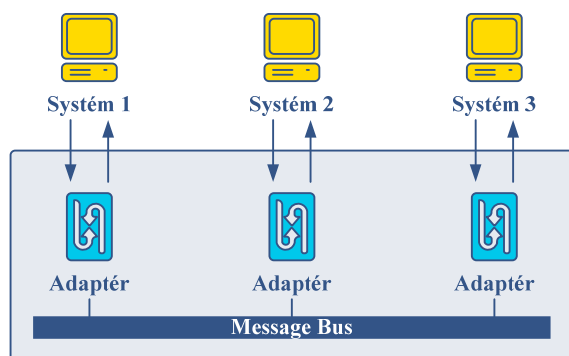 Systém 1
Systém 2
Systém 3
Adaptér
Adaptér
Adaptér
Message Bus